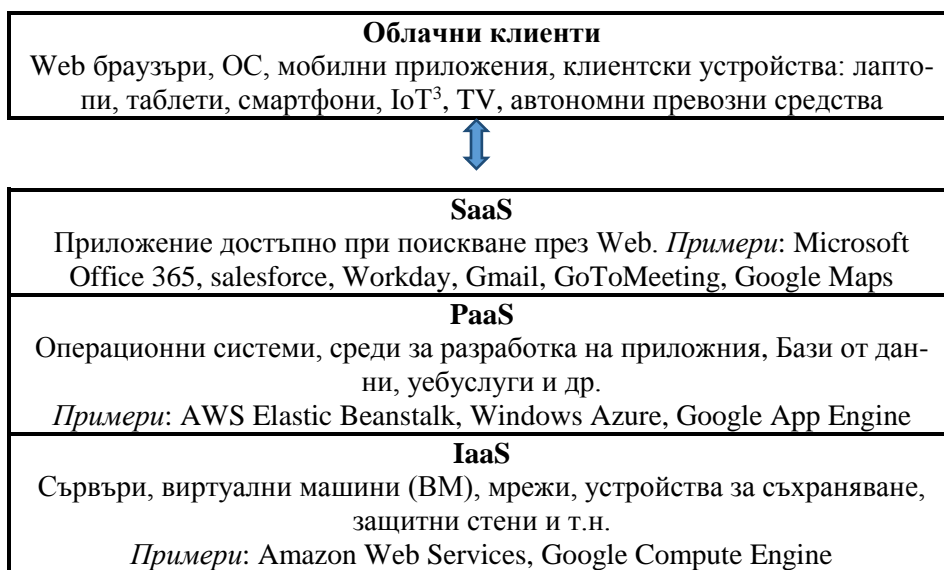 Облачни клиенти
Web браузъри, ОС, мобилни приложения, клиентски устройства: лапто-
пи, таблети, смартфони, IoT³, TV, автономни превозни средства
SaaS
Приложение достъпно при поискване през Web. Примери: Microsoft
Office 365, salesforce, Workday, Gmail, GoToMeeting, Google Maps
PaaS
Операционни системи, среди за разработка на приложния, Бази от дан-
ни, уебуслуги и др.
Примери: AWS Elastic Beanstalk, Windows Azure, Google App Engine
IaaS
Сървъри, виртуални машини (ВМ), мрежи, устройства за съхраняване,
защитни стени и т.н.
Примери: Amazon Web Services, Google Compute Engine